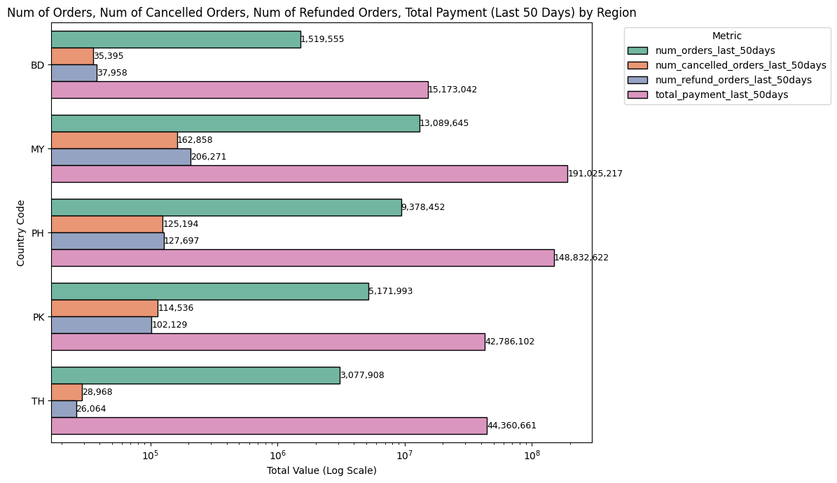 Num of Orders, Num of Cancelled Orders, Num of Refunded Orders, Total Payment (Last 50 Days) by Region
Metric
num_orders_last_50days
num_cancelled_orders_last_50days
num_refund_orders_last_50days
total_payment_last_50days
Country Code
BD
1,519,555
35,395
37,958
15,173,042
MY
13,089,645
162,858
206,271
191,025,217
PH
9,378,452
125,194
127,697
148,832,622
PK
5,171,993
114,536
102,129
42,786,102
TH
3,077,908
28,968
26,064
44,360,661
10^5 10^6 10^7 10^8
Total Value (Log Scale)